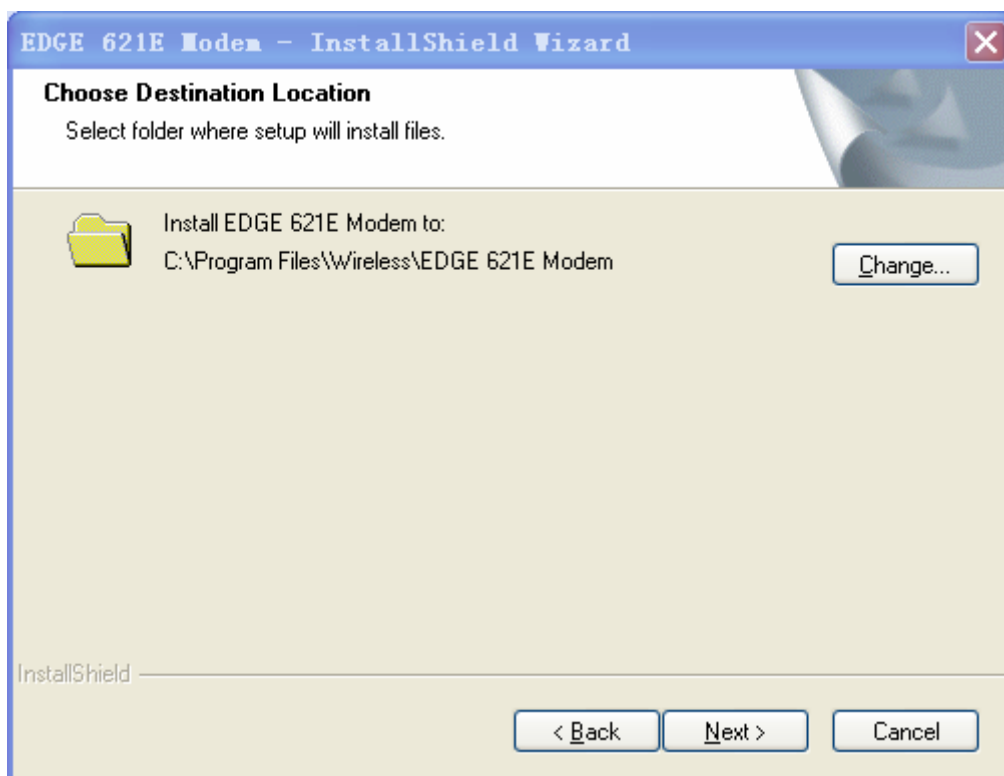 EDGE 621E Modem - InstallShield Wizard
Choose Destination Location
Select folder where setup will install files.
Install EDGE 621E Modem to:
C:\Program Files\Wireless\EDGE 621E Modem
Change...
InstallShield
< Back Next > Cancel